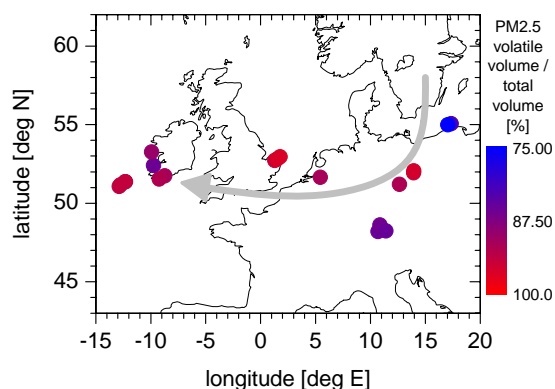 PM2.5
volatile
volume /
total
volume
[%]
75.00
87.50
100.0
latitude [deg N]
60
55
50
45
-15 -10 -5 0 5 10 15 20
longitude [deg E]